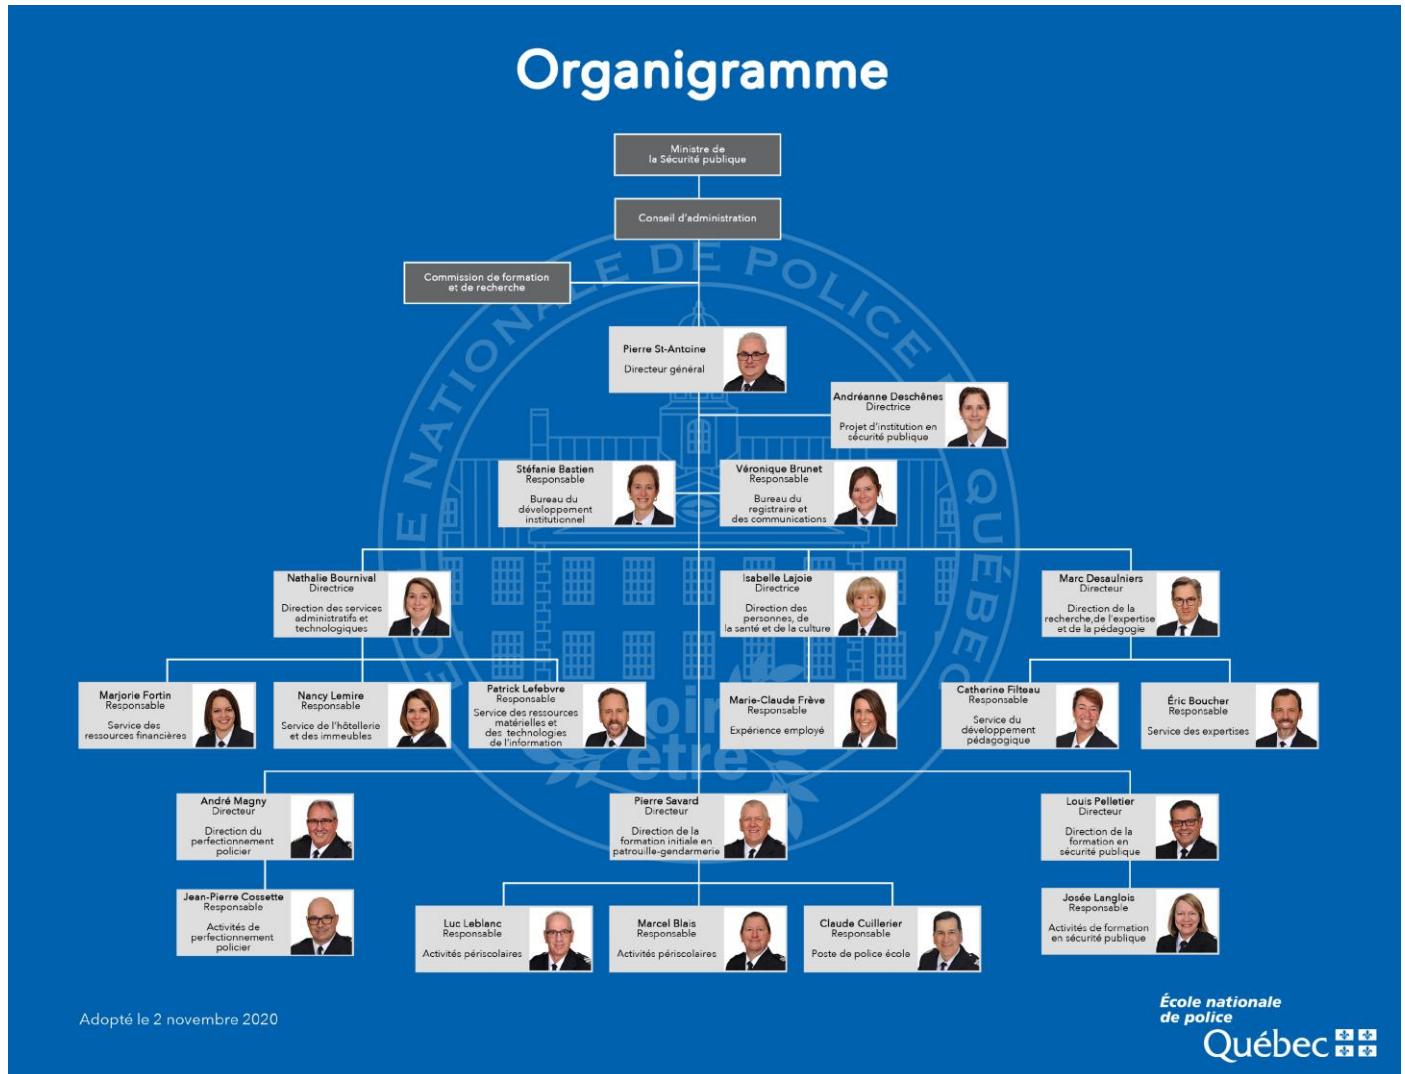 Organigramme
Ministre de
la Sécurité publique
Conseil d'administration
Commission de formation
et de recherche
Pierre St-Antoine
Directeur général
Andréanne Deschênes
Directrice
Projet d'institution en
sécurité publique
Stéfanie Bastien
Responsable
Bureau du
développement
institutionnel
Véronique Brunet
Responsable
Bureau du
registraire et
des communications
Nathalie Bournival
Directrice
Direction des services
administratifs et
technologiques
Isabelle Lajoie
Directrice
Direction des
personnes, de
la santé et de la culture
Marc Desaulniers
Directeur
Direction de la
recherche,de l'expertise
et de la pédagogie
Marjorie Fortin
Responsable
Service des
ressources financières
Nancy Lemire
Responsable
Service de l'hôtellerie
et des immeubles
Patrick Lefebvre
Responsable
Service des ressources
matérielles et
des technologies
de l'information
Marie-Claude Frève
Responsable
Expérience employé
Catherine Filteau
Responsable
Service du
développement
pédagogique
Éric Boucher
Responsable
Service des expertises
André Magny
Directeur
Direction du
perfectionnement
policier
Pierre Savard
Directeur
Direction de la
formation initiale en
patrouille-gendarmerie
Louis Pelletier
Directeur
Direction de la
formation en
sécurité publique
Jean-Pierre Cossette
Responsable
Activités de
perfectionnement
policier
Luc Leblanc
Responsable
Activités périscolaires
Marcel Blais
Responsable
Activités périscolaires
Claude Cuillerier
Responsable
Poste de police école
Josée Langlois
Responsable
Activités de formation
en sécurité publique
Adopté le 2 novembre 2020
École nationale
de police
Québec